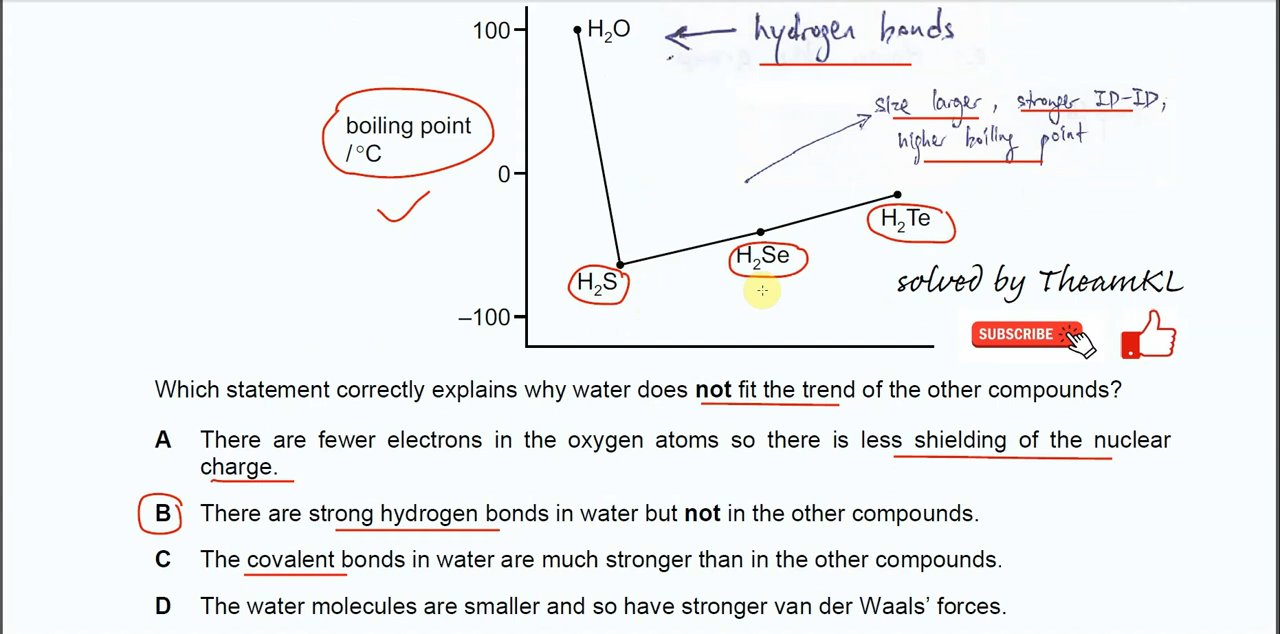 100
H₂O
hydrogen bonds
size larger, stronger ID-ID,
higher boiling point
boiling point
/°C
0
H₂Te
H₂Se
H₂S
solved by TheamKL
–100
SUBSCRIBE
Which statement correctly explains why water does not fit the trend of the other compounds?
A There are fewer electrons in the oxygen atoms so there is less shielding of the nuclear
charge.
B There are strong hydrogen bonds in water but not in the other compounds.
C The covalent bonds in water are much stronger than in the other compounds.
D The water molecules are smaller and so have stronger van der Waals’ forces.